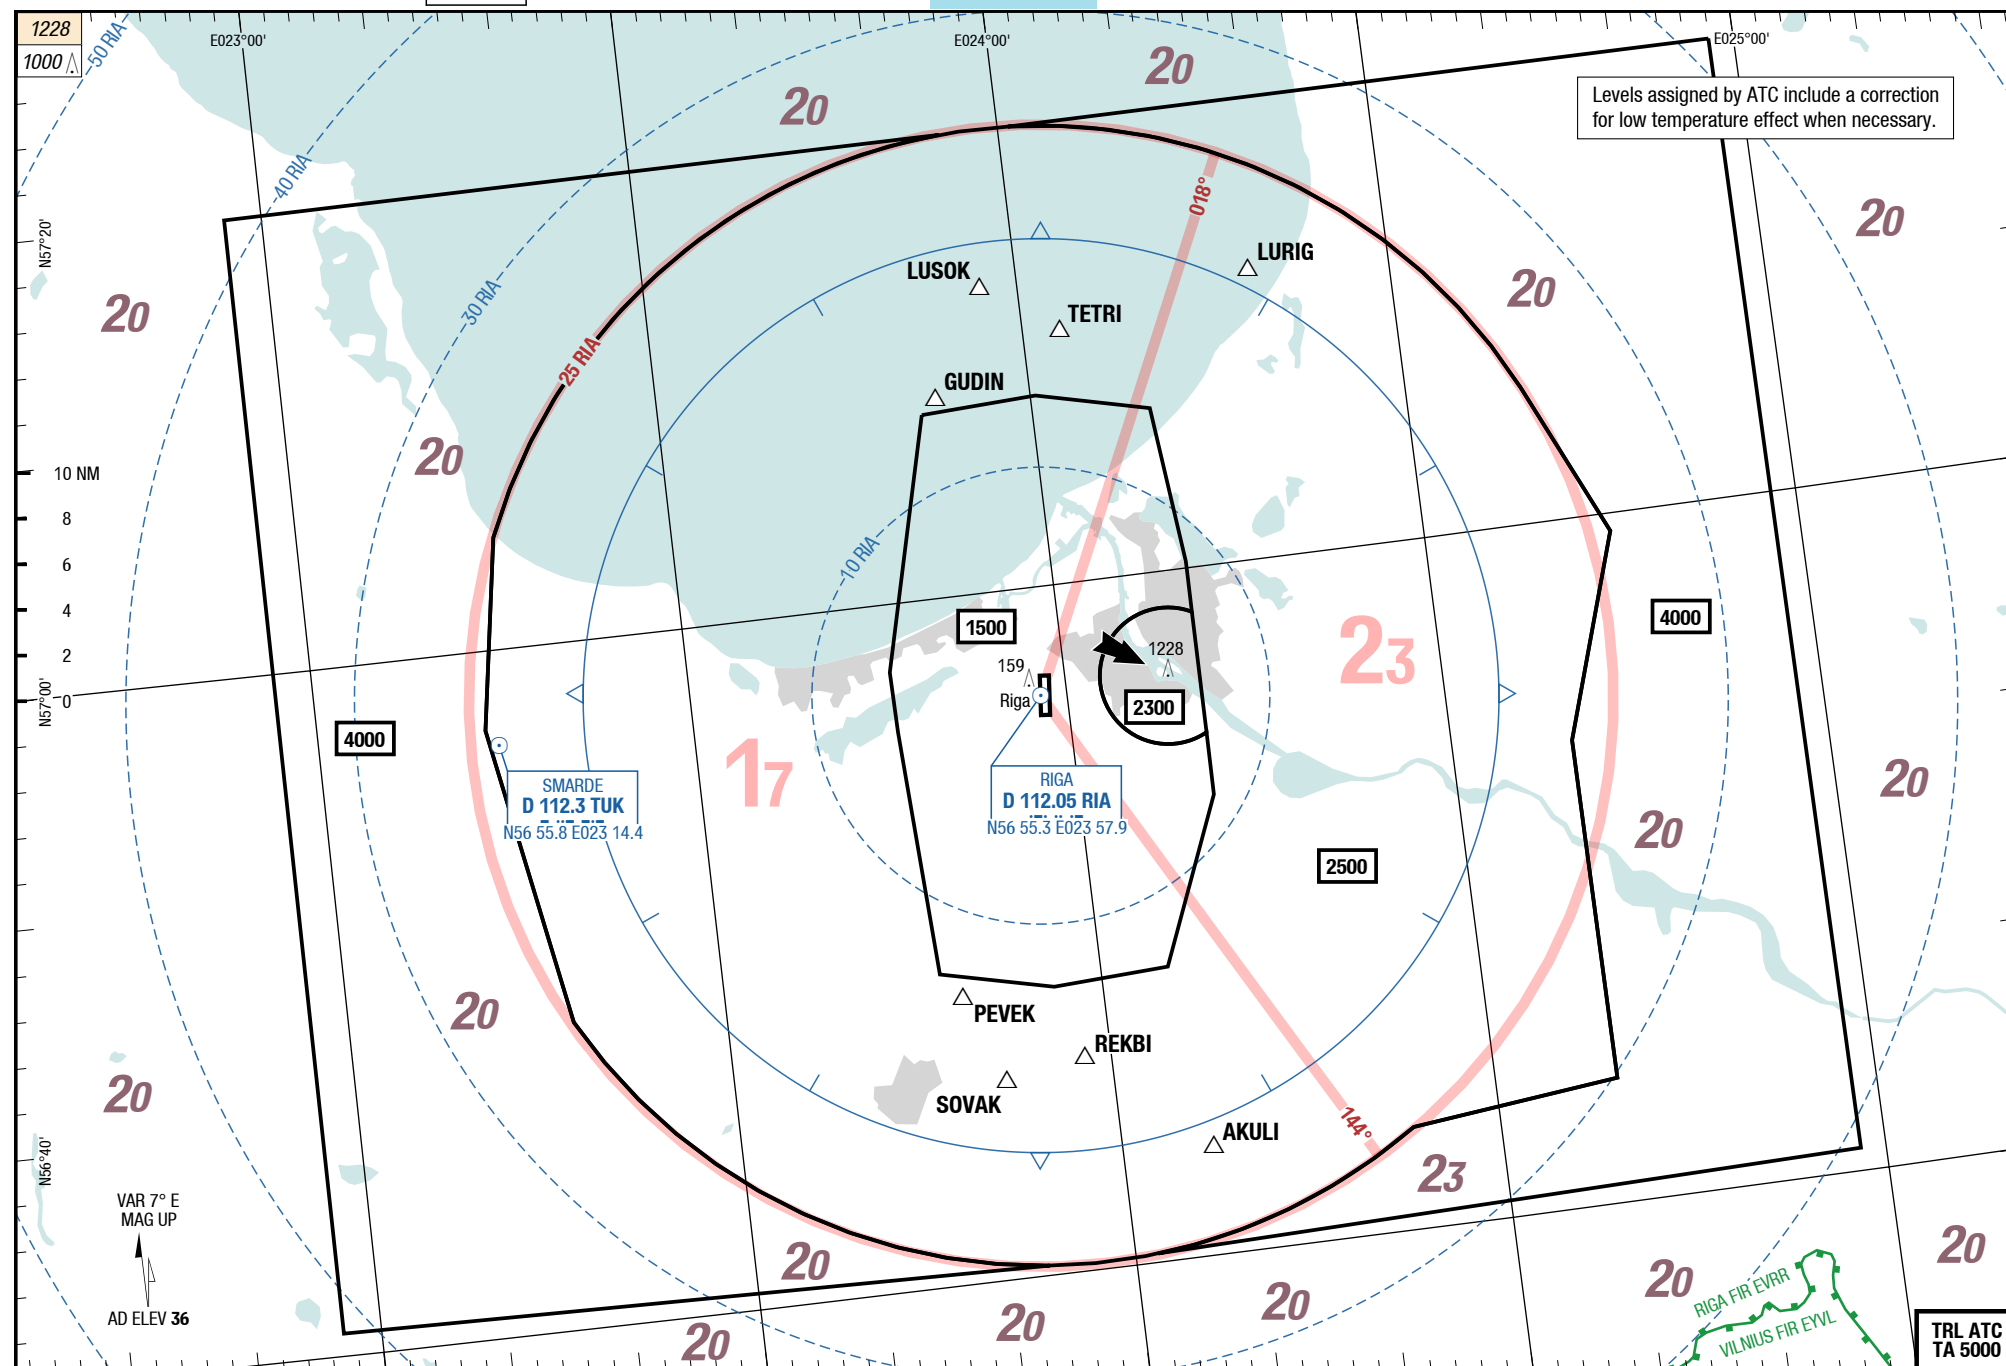 1228
1000
50 RIA
E023°00'
E024°00'
E025°00'
20
20
Levels assigned by ATC include a correction
for low temperature effect when necessary.
40 RIA
018°
20
N57°20'
LURIG
LUSOK
30 RIA
20
20
TETRI
25 RIA
GUDIN
20
10 NM
8
6
4
2
0
N57°00'
10 RIA
1500
4000
23
1228
159
Riga
2300
4000
17
SMARDE
D 112.3 TUK
N56 55.8 E023 14.4
RIGA
D 112.05 RIA
N56 55.3 E023 57.9
20
20
2500
20
PEVEK
REKBI
20
SOVAK
AKULI
144°
N56°40'
23
VAR 7° E
MAG UP
20
20
20
RIGA FIR EVRR
VILNIUS FIR EYVL
AD ELEV 36
20
20
20
TRL ATC
TA 5000